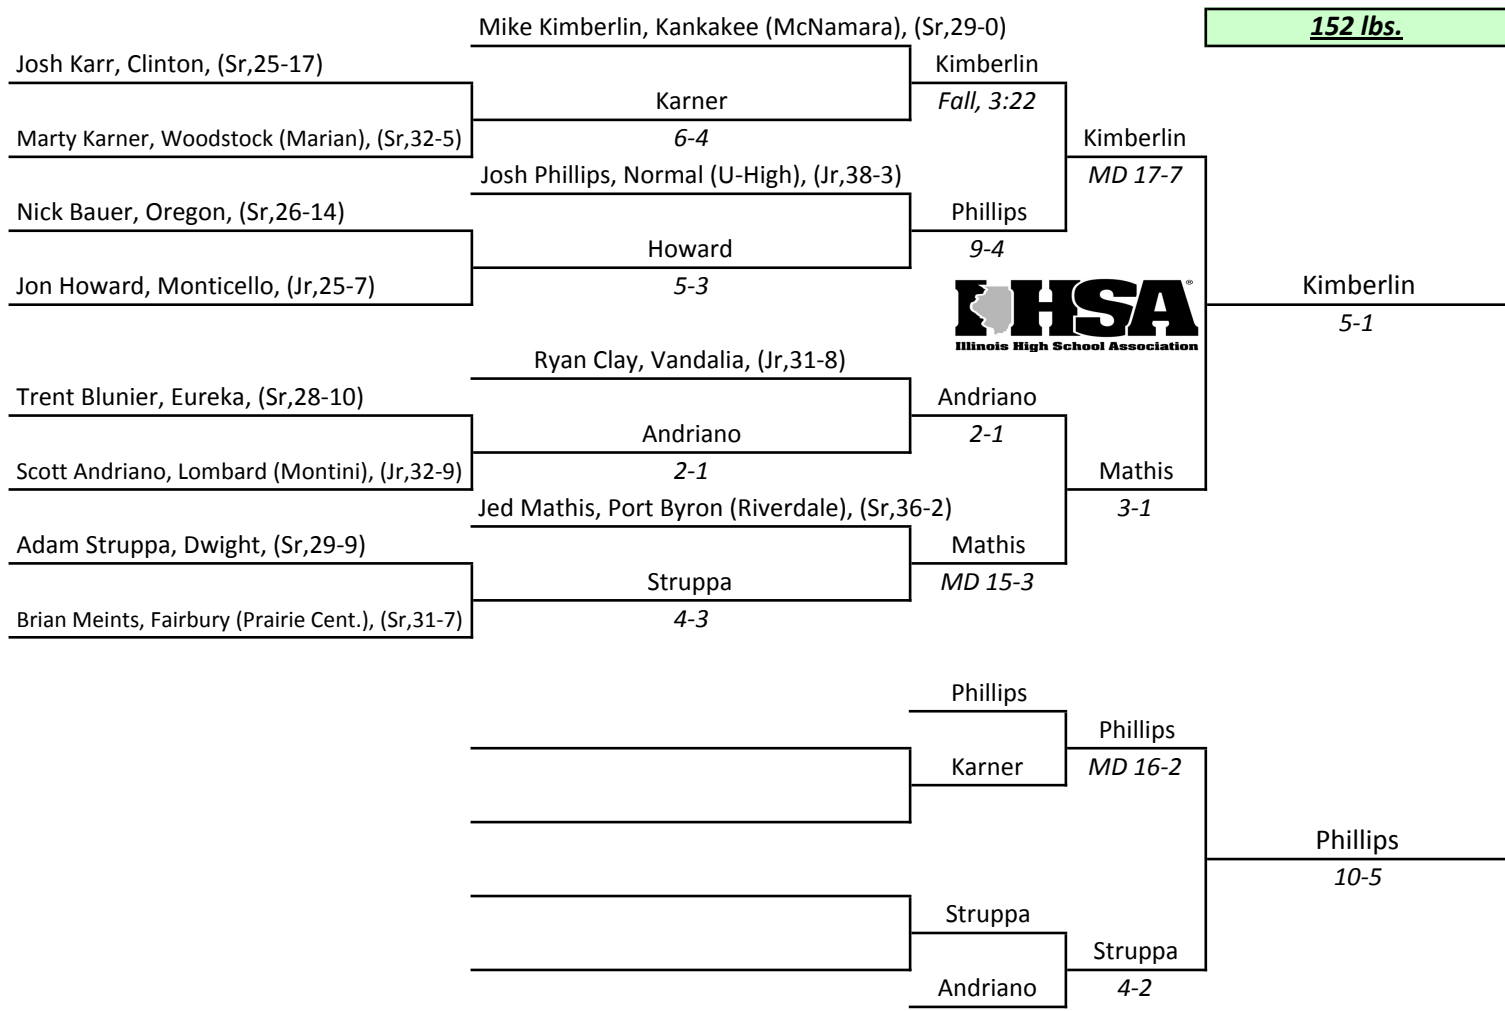 Mike Kimberlin, Kankakee (McNamara), (Sr,29-0)
152 lbs.
Josh Karr, Clinton, (Sr,25-17)
Kimberlin
Karner
Fall, 3:22
Marty Karner, Woodstock (Marian), (Sr,32-5)
6-4
Kimberlin
Josh Phillips, Normal (U-High), (Jr,38-3)
MD 17-7
Nick Bauer, Oregon, (Sr,26-14)
Phillips
Howard
9-4
Jon Howard, Monticello, (Jr,25-7)
5-3
IHSA®
Kimberlin
5-1
Illinois High School Association
Ryan Clay, Vandalia, (Jr,31-8)
Trent Blunier, Eureka, (Sr,28-10)
Andriano
Andriano
2-1
Scott Andriano, Lombard (Montini), (Jr,32-9)
2-1
Mathis
Jed Mathis, Port Byron (Riverdale), (Sr,36-2)
3-1
Adam Struppa, Dwight, (Sr,29-9)
Mathis
Struppa
MD 15-3
Brian Meints, Fairbury (Prairie Cent.), (Sr,31-7)
4-3
Phillips
Phillips
Karner
MD 16-2
Phillips
10-5
Struppa
Struppa
Andriano
4-2